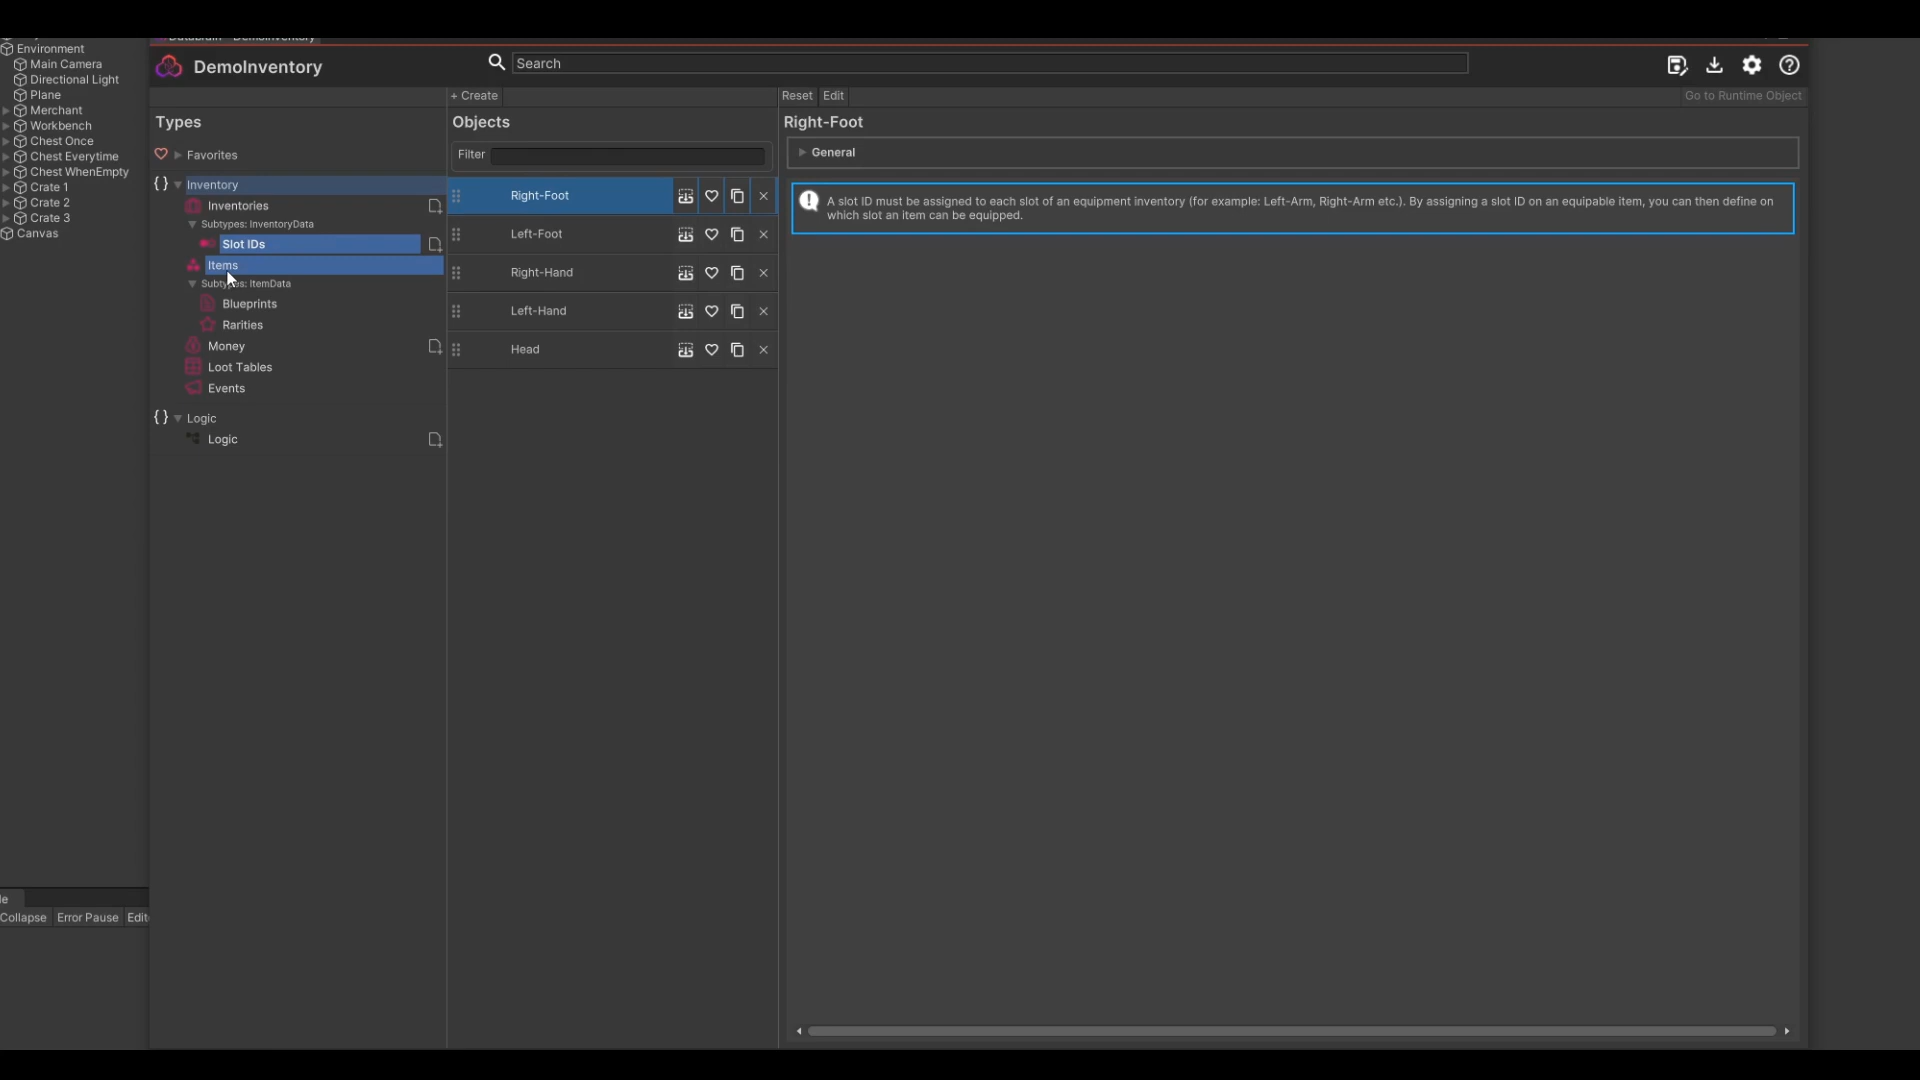 Environment
Main Camera
Directional Light
Plane
Merchant
Workbench
Chest Once
Chest Everytime
Chest WhenEmpty
Crate 1
Crate 2
Crate 3
Canvas
Collapse Error Pause
DemoInventory
Search
+ Create
Reset Edit
Go to Runtime Object
Types
Favorites
Inventory
Inventories
Subtypes: InventoryData
Slot IDs
Items
Subtypes: ItemData
Blueprints
Rarities
Money
Loot Tables
Events
Logic
Logic
Objects
Filter
Right-Foot
Left-Foot
Right-Hand
Left-Hand
Head
Right-Foot
General
A slot ID must be assigned to each slot of an equipment inventory (for example: Left-Arm, Right-Arm etc.). By assigning a slot ID on an equipable item, you can then define on
which slot an item can be equipped.